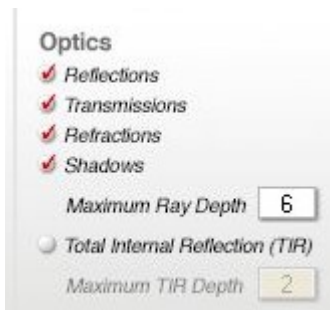 Optics
Reflections
Transmissions
Refractions
Shadows
Maximum Ray Depth 6
Total Internal Reflection (TIR)
Maximum TIR Depth 2